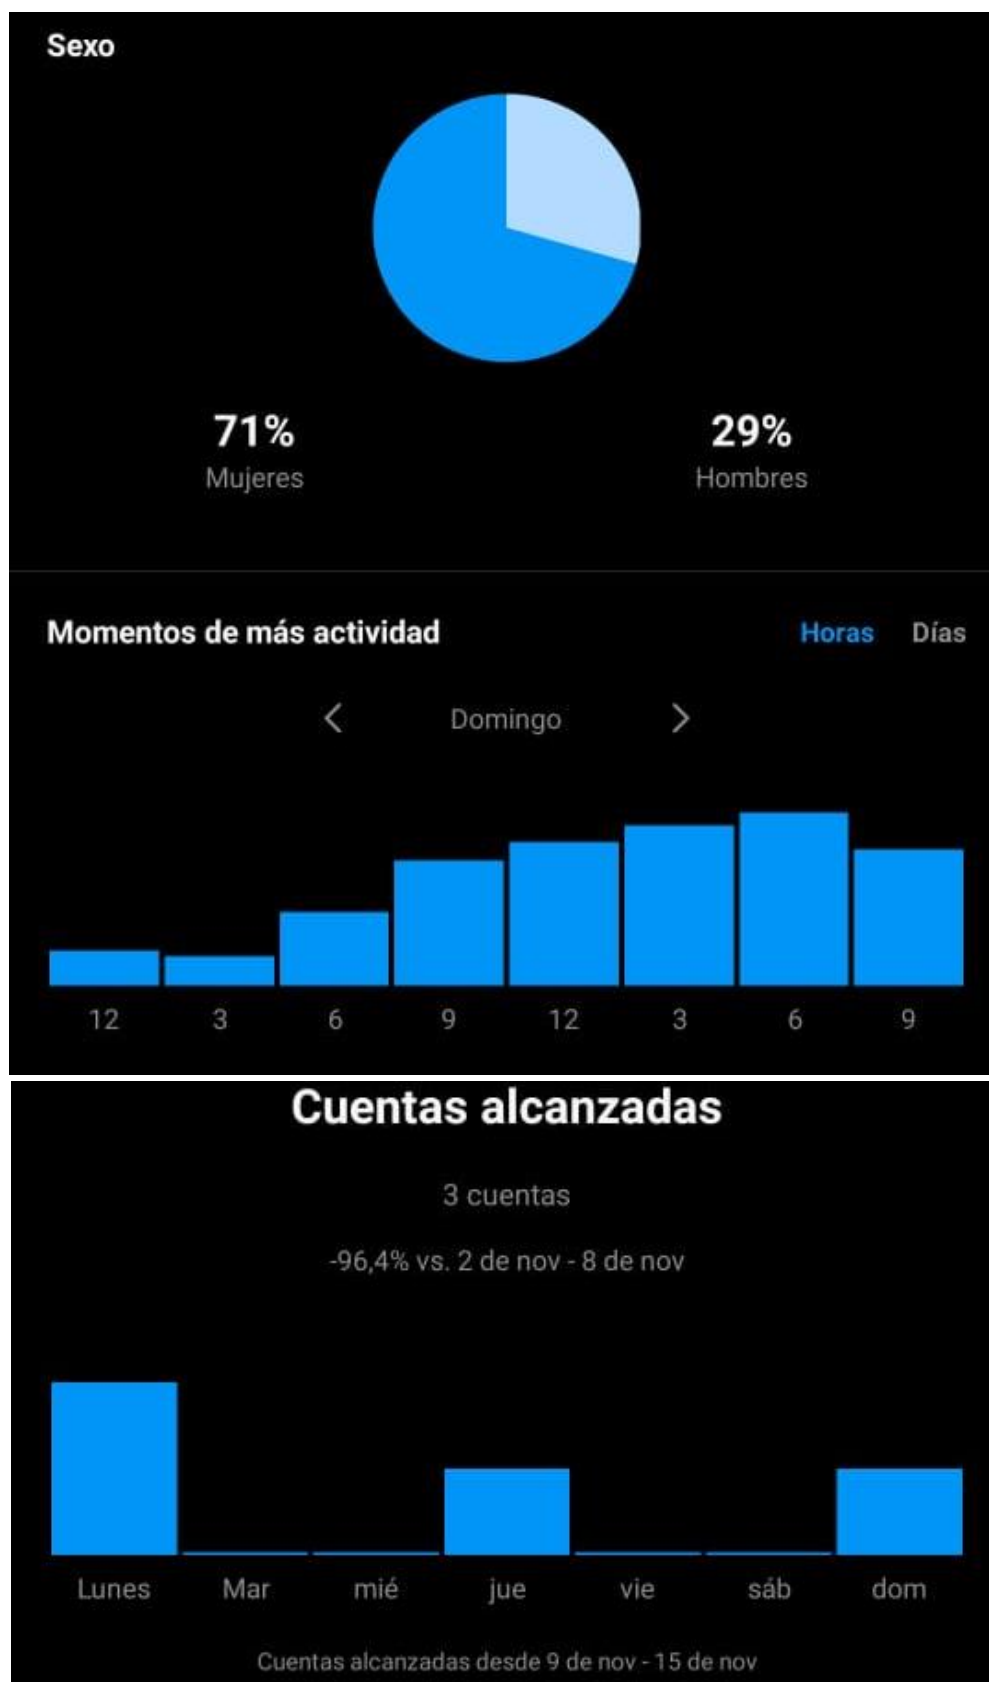 Sexo
71% 29%
Mujeres Hombres
Momentos de más actividad Horas Días
Domingo
12 3 6 9 12 3 6 9
Cuentas alcanzadas
3 cuentas
-96,4% vs. 2 de nov - 8 de nov
Lunes Mar mié jue vie sáb dom
Cuentas alcanzadas desde 9 de nov - 15 de nov